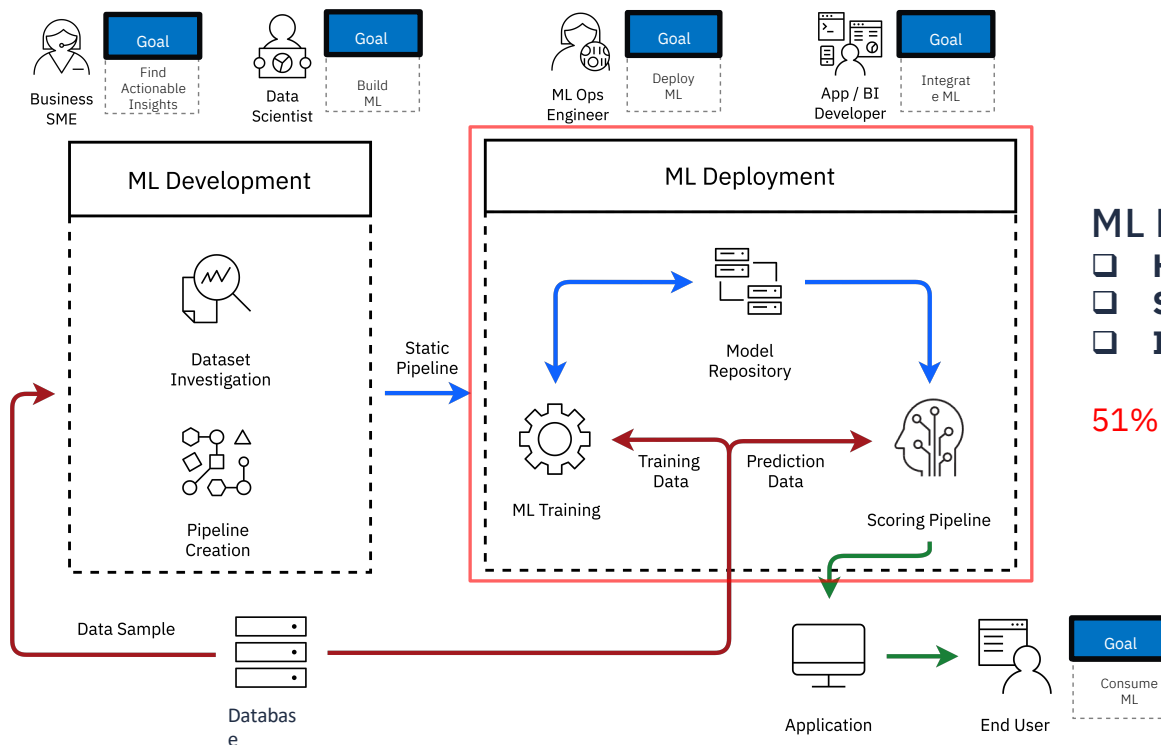 Goal
Goal
Goal
Goal
Find
Actionable
Insights
Build
ML
Deploy
ML
Integrat
e ML
Business
SME
Data
Scientist
ML Ops
Engineer
App / BI
Developer
ML Development
ML Deployment
Dataset
Investigation
Pipeline
Creation
Static
Pipeline
Model
Repository
ML Training
Training
Data
Prediction
Data
Scoring Pipeline
ML
51%
Data Sample
Databas
e
Application
End User
Goal
Consume
ML